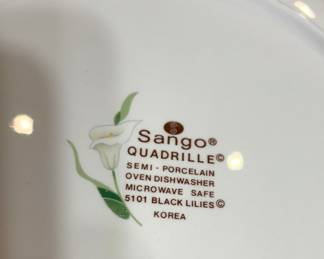 Sango®
QUADRILLE©
SEMI - PORCELAIN
OVEN DISHWASHER
MICROWAVE SAFE
5101 BLACK LILIES©
KOREA